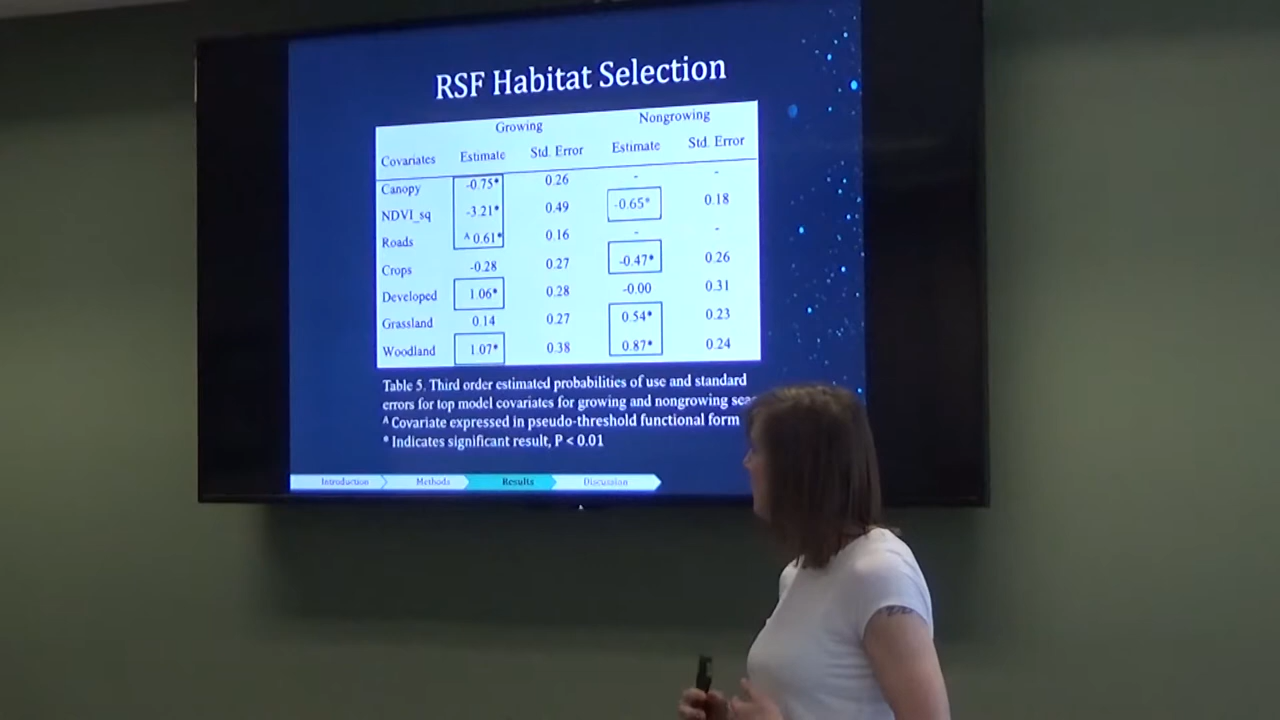 RSF Habitat Selection
Growing Nongrowing
Covariates Estimate Std. Error Estimate Std. Error
Canopy -0.75* 0.26 - -
NDVI_sq -3.21* 0.49 -0.65* 0.18
Roads ^ 0.61* 0.16 - -
Crops -0.28 0.27 -0.47* 0.26
Developed 1.06* 0.28 -0.00 0.31
Grassland 0.14 0.27 0.54* 0.23
Woodland 1.07* 0.38 0.87* 0.24
Table 5. Third order estimated probabilities of use and standard
errors for top model covariates for growing and nongrowing
^ Covariate expressed in pseudo-threshold functional form
* Indicates significant result, P < 0.01
Introduction Methods Results Discussion